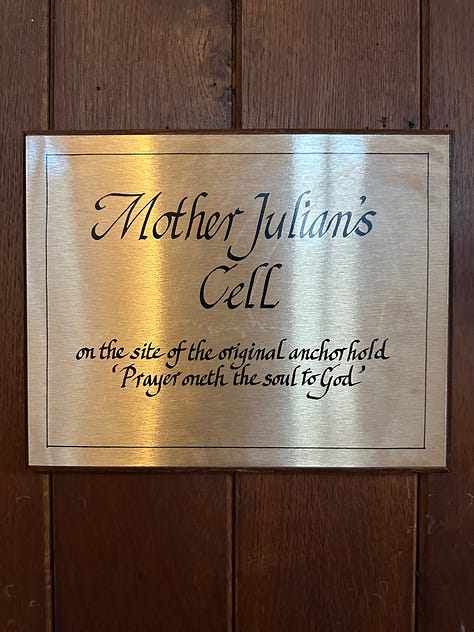 Mother Julian's
Cell
on the site of the original anchorhold
‘Prayer oneth the soul to God’